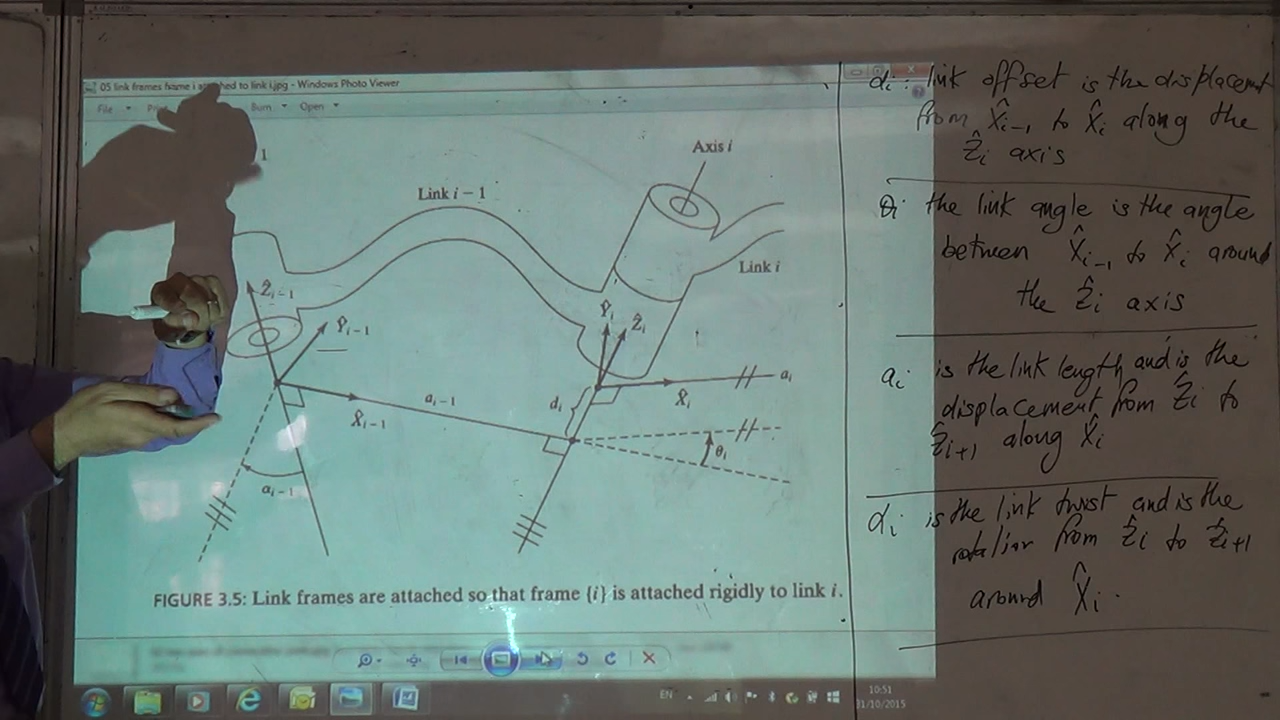 05 link frames frame i a hed to link i.jpg - Windows Photo Viewer
File Burn Open
1
Axis i
Link i − 1
Link i
Ẑi−1
Ŷi−1
Ŷi
Ẑi
ai
X̂i
di
ai−1
X̂i−1
θi
αi−1
FIGURE 3.5: Link frames are attached so that frame {i} is attached rigidly to link i.
EN
10:51
31/10/2015
di: link offset is the displacement
from X̂i−1 to X̂i along the
Ẑi axis
θi the link angle is the angle
between X̂i−1 to X̂i around
the Ẑi axis
ai is the link length and is the
displacement from Ẑi to
Ẑi+1 along X̂i
αi is the link twist and is the
rotation from Ẑi to Ẑi+1
around X̂i.